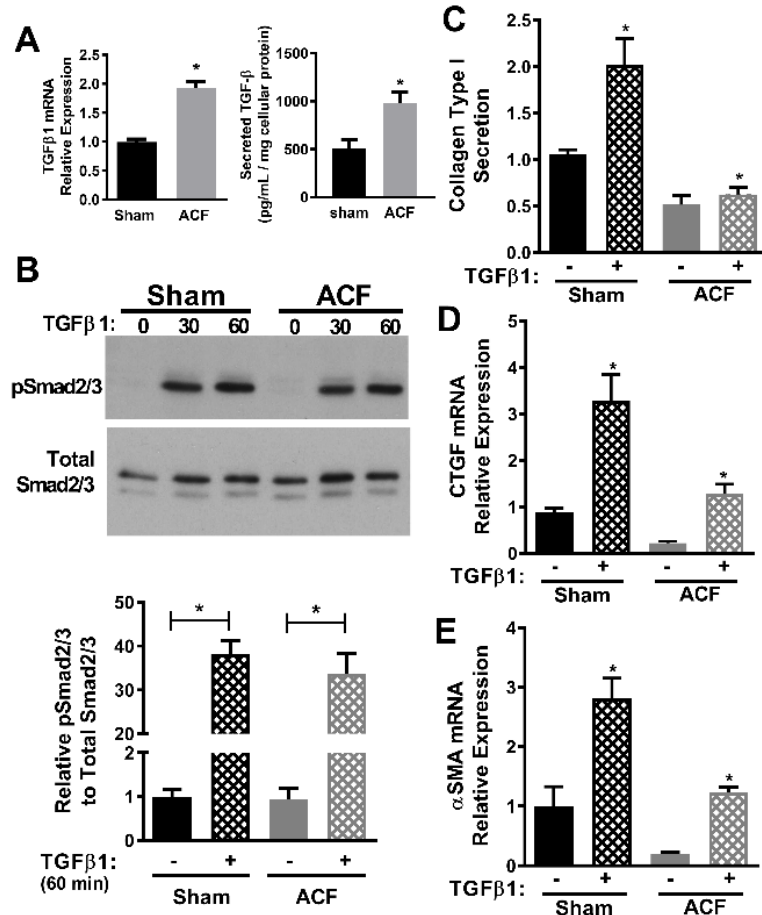 A
TGFβ1 mRNA
Relative Expression
2.5
2.0
1.5
1.0
0.5
0.0
*
Sham
ACF
Secreted TGF-β
(pg/mL / mg cellular protein)
1500
1000
500
0
*
sham
ACF
B
Sham
ACF
TGFβ1:
0
30
60
0
30
60
pSmad2/3
Total
Smad2/3
Relative pSmad2/3
to Total Smad2/3
50
40
30
20
2
1
0
*
*
TGFβ1:
-
+
-
+
(60 min)
Sham
ACF
C
Collagen Type I
Secretion
2.5
2.0
1.5
1.0
0.5
0.0
*
*
TGFβ1:
-
+
-
+
Sham
ACF
D
CTGF mRNA
Relative Expression
5
4
3
2
1
0
*
*
TGFβ1:
-
+
-
+
Sham
ACF
E
αSMA mRNA
Relative Expression
4
3
2
1
0
*
*
TGFβ1:
-
+
-
+
Sham
ACF